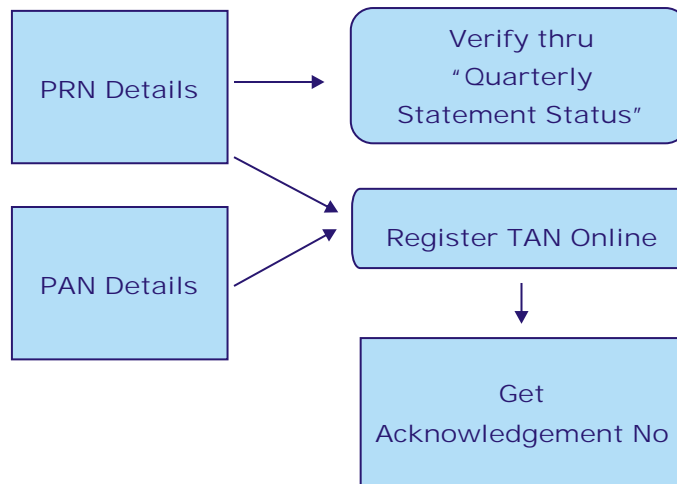 PRN Details
Verify thru
“Quarterly
Statement Status”
PAN Details
Register TAN Online
Get
Acknowledgement No